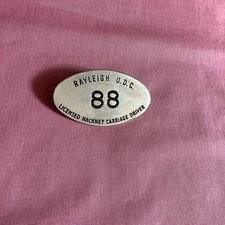 RAYLEIGH U.D.C.
88
LICENSED HACKNEY CARRIAGE DRIVER